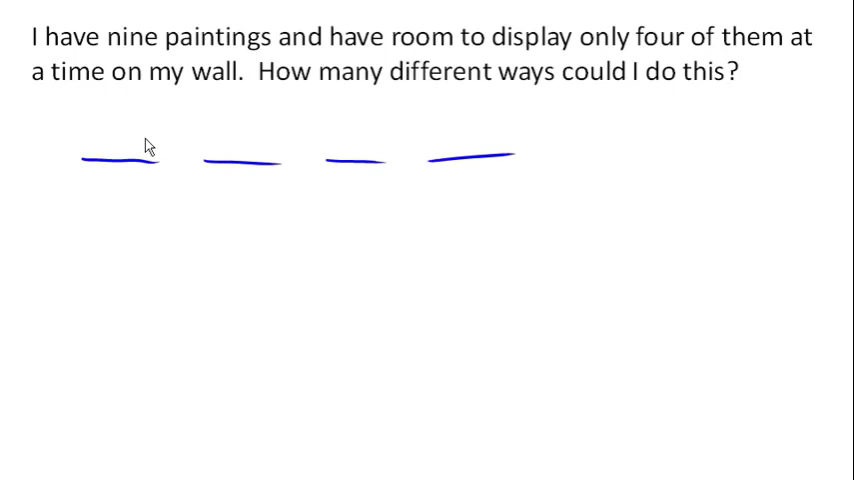 I have nine paintings and have room to display only four of them at
a time on my wall.  How many different ways could I do this?